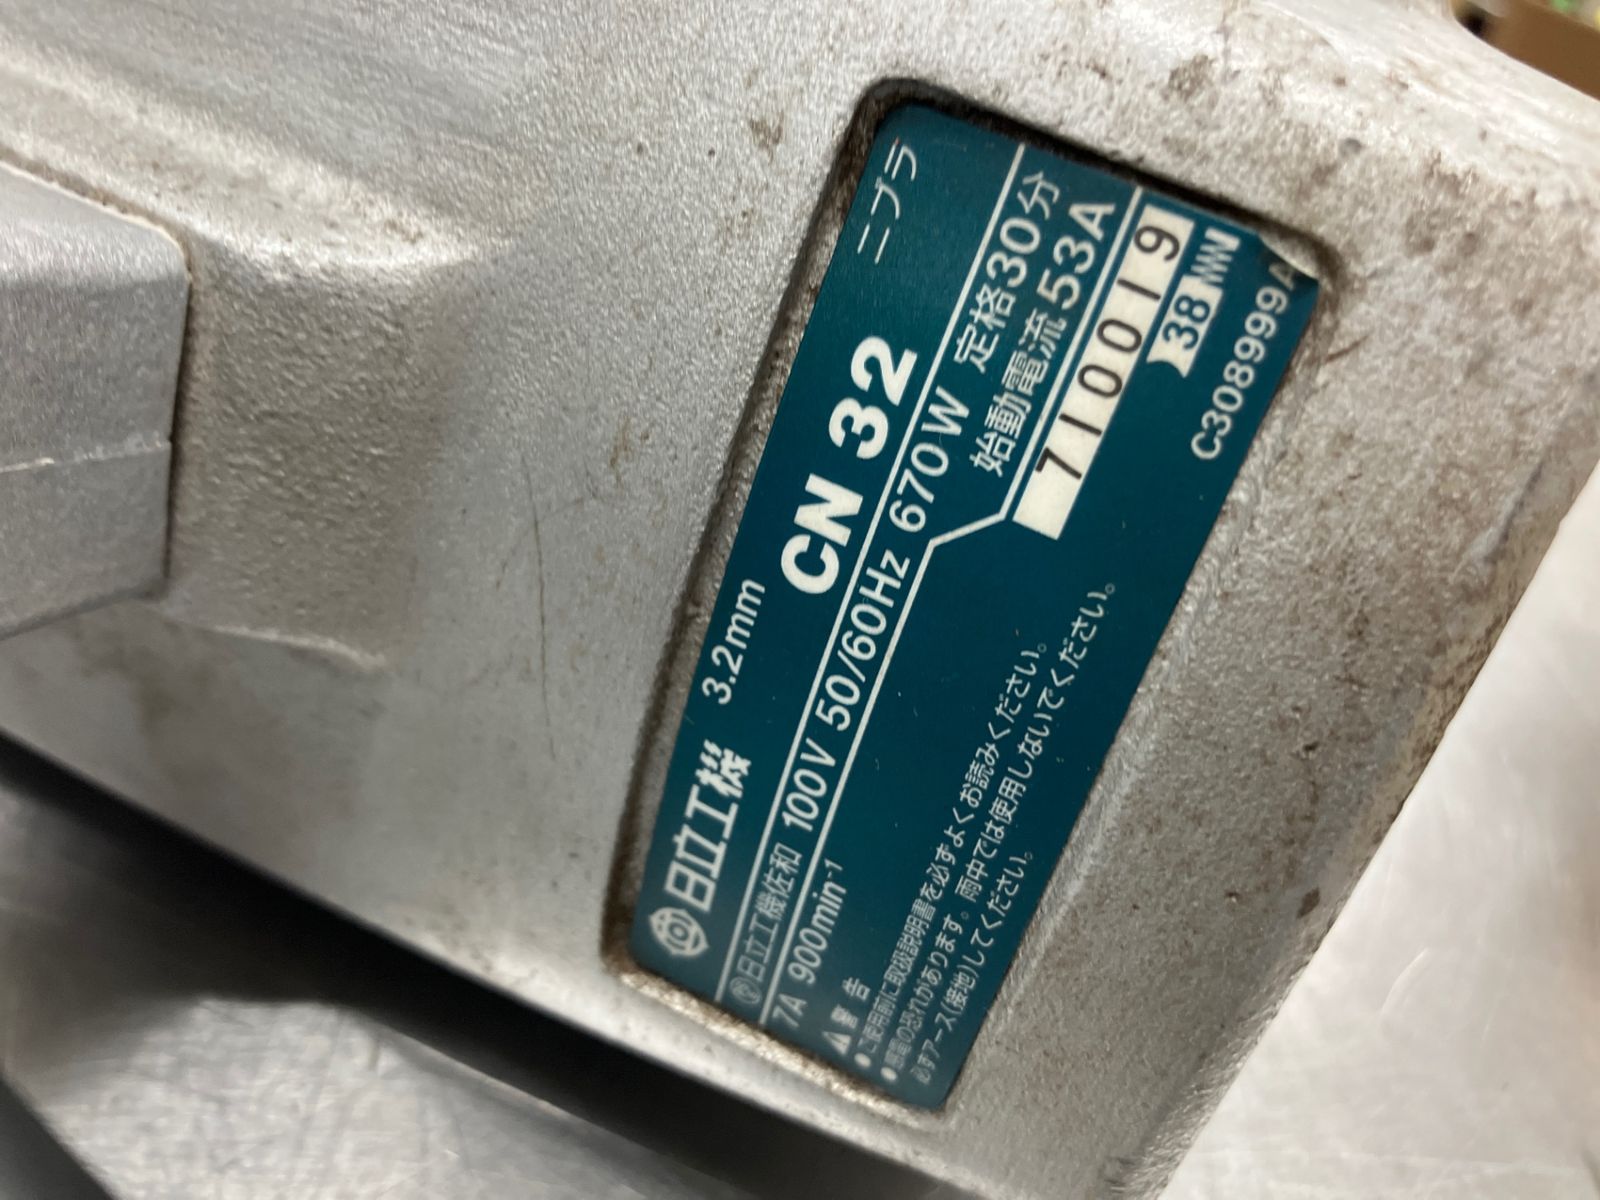 日立工機 3.2mm CN 32 ニブラ
日立工機佐和 100V 50/60Hz 670W 定格30分
7A 900min⁻¹ 始動電流53A
710019
警告
●ご使用前に取扱説明書を必ずよくお読みください。
●感電の恐れがあります。雨中では使用しないでください。
必ずアース(接地)してください。
38
C308999A